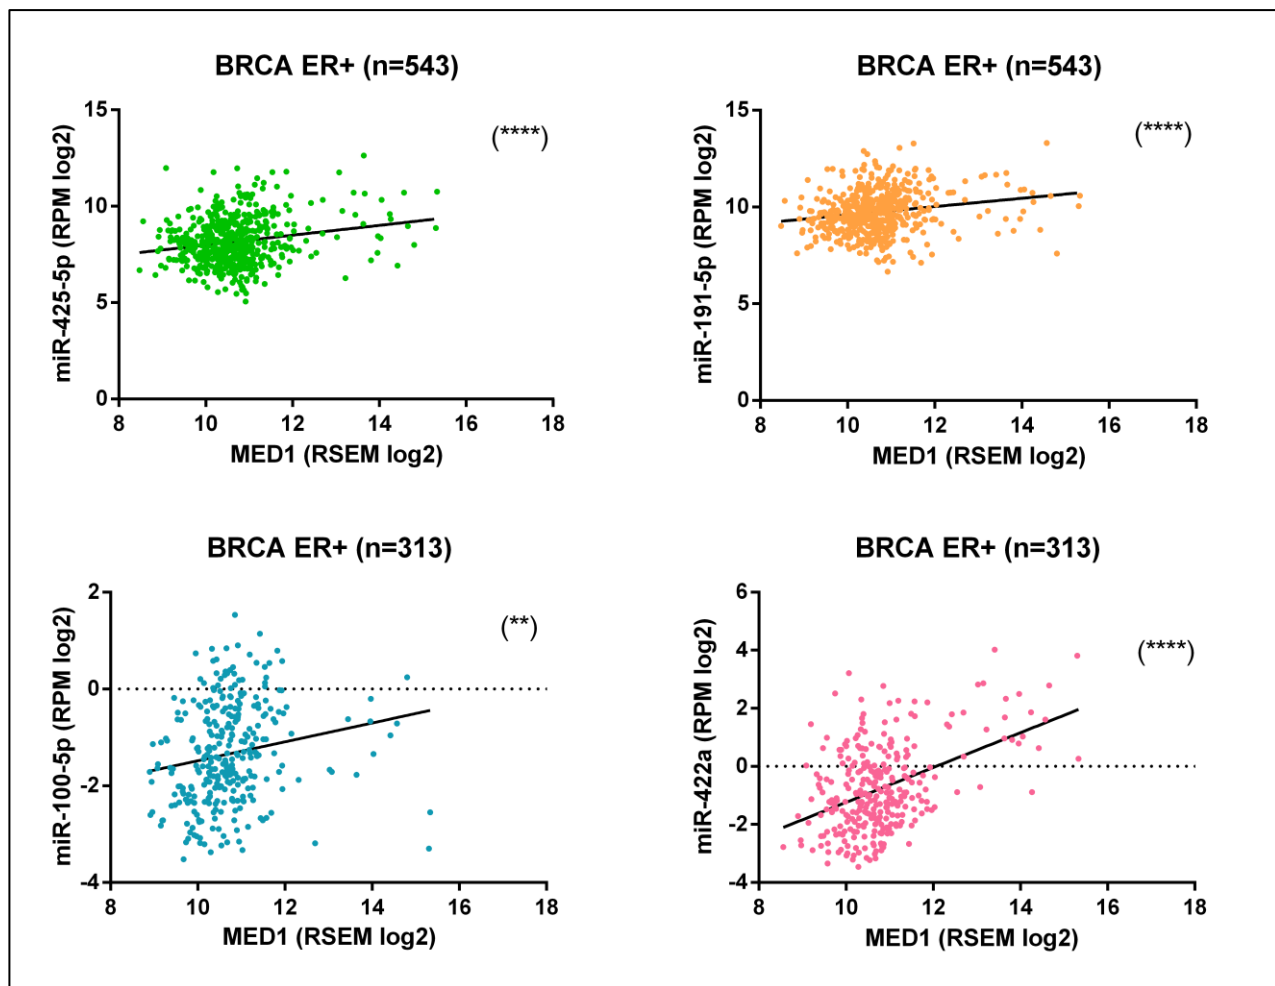 BRCA ER+ (n=543)
(****)
miR-425-5p (RPM log2)
15
10
5
0
8 10 12 14 16 18
MED1 (RSEM log2)
BRCA ER+ (n=543)
(****)
miR-191-5p (RPM log2)
15
10
5
0
8 10 12 14 16 18
MED1 (RSEM log2)
BRCA ER+ (n=313)
(**)
miR-100-5p (RPM log2)
2
0
-2
-4
8 10 12 14 16 18
MED1 (RSEM log2)
BRCA ER+ (n=313)
(****)
miR-422a (RPM log2)
6
4
2
0
-2
-4
8 10 12 14 16 18
MED1 (RSEM log2)